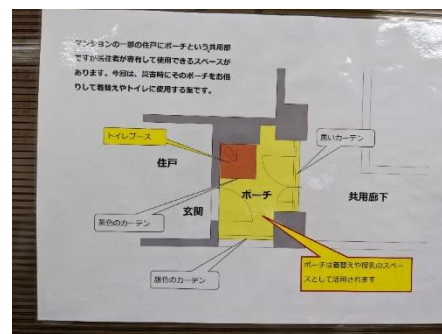 マンションの一部の住戸にポーチという共用部
ですが居住者が専有して使用できるスペースが
あります。今回は、災害時にそのポーチをお借
りして着替えやトイレに使用する案です。
トイレブース
黒いカーテン
住戸
ポーチ
共用廊下
玄関
茶色のカーテン
銀色のカーテン
ポーチは着替えや授乳のスペー
スとして活用されます